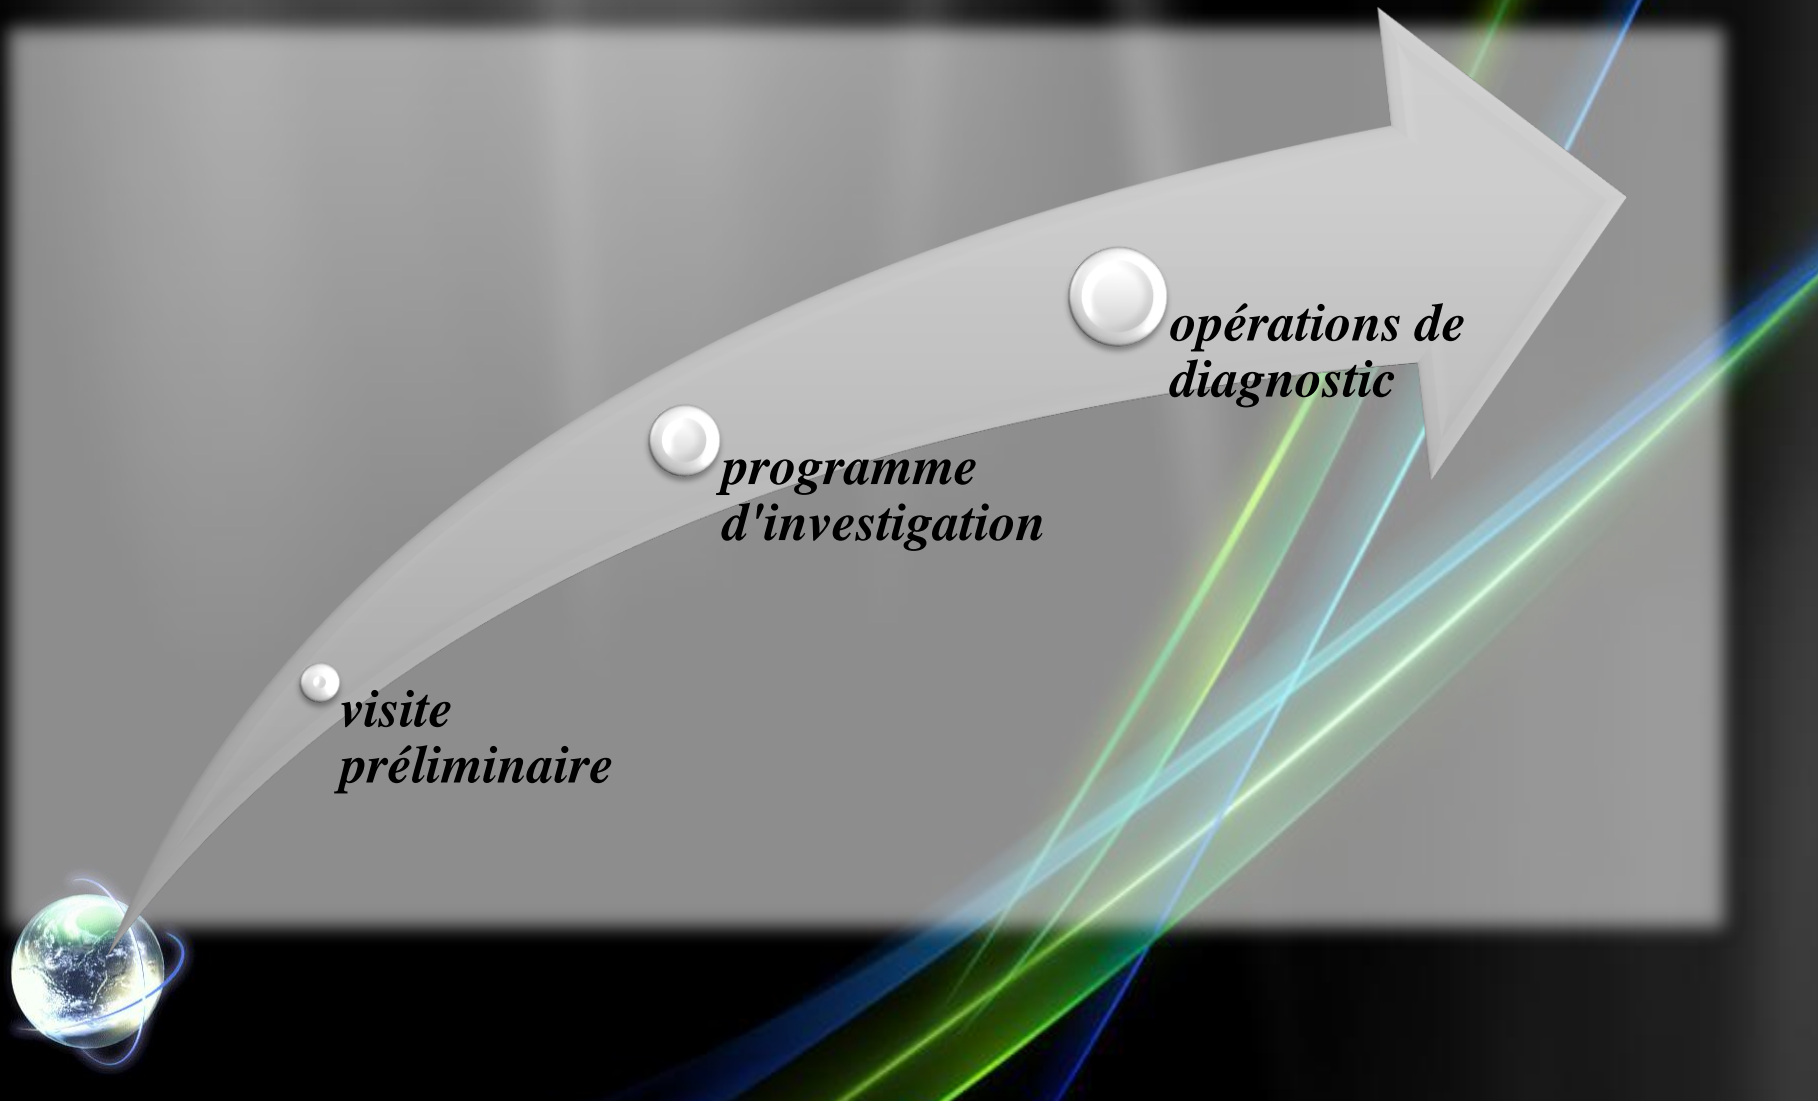 opérations de
diagnostic
programme
d'investigation
visite
préliminaire